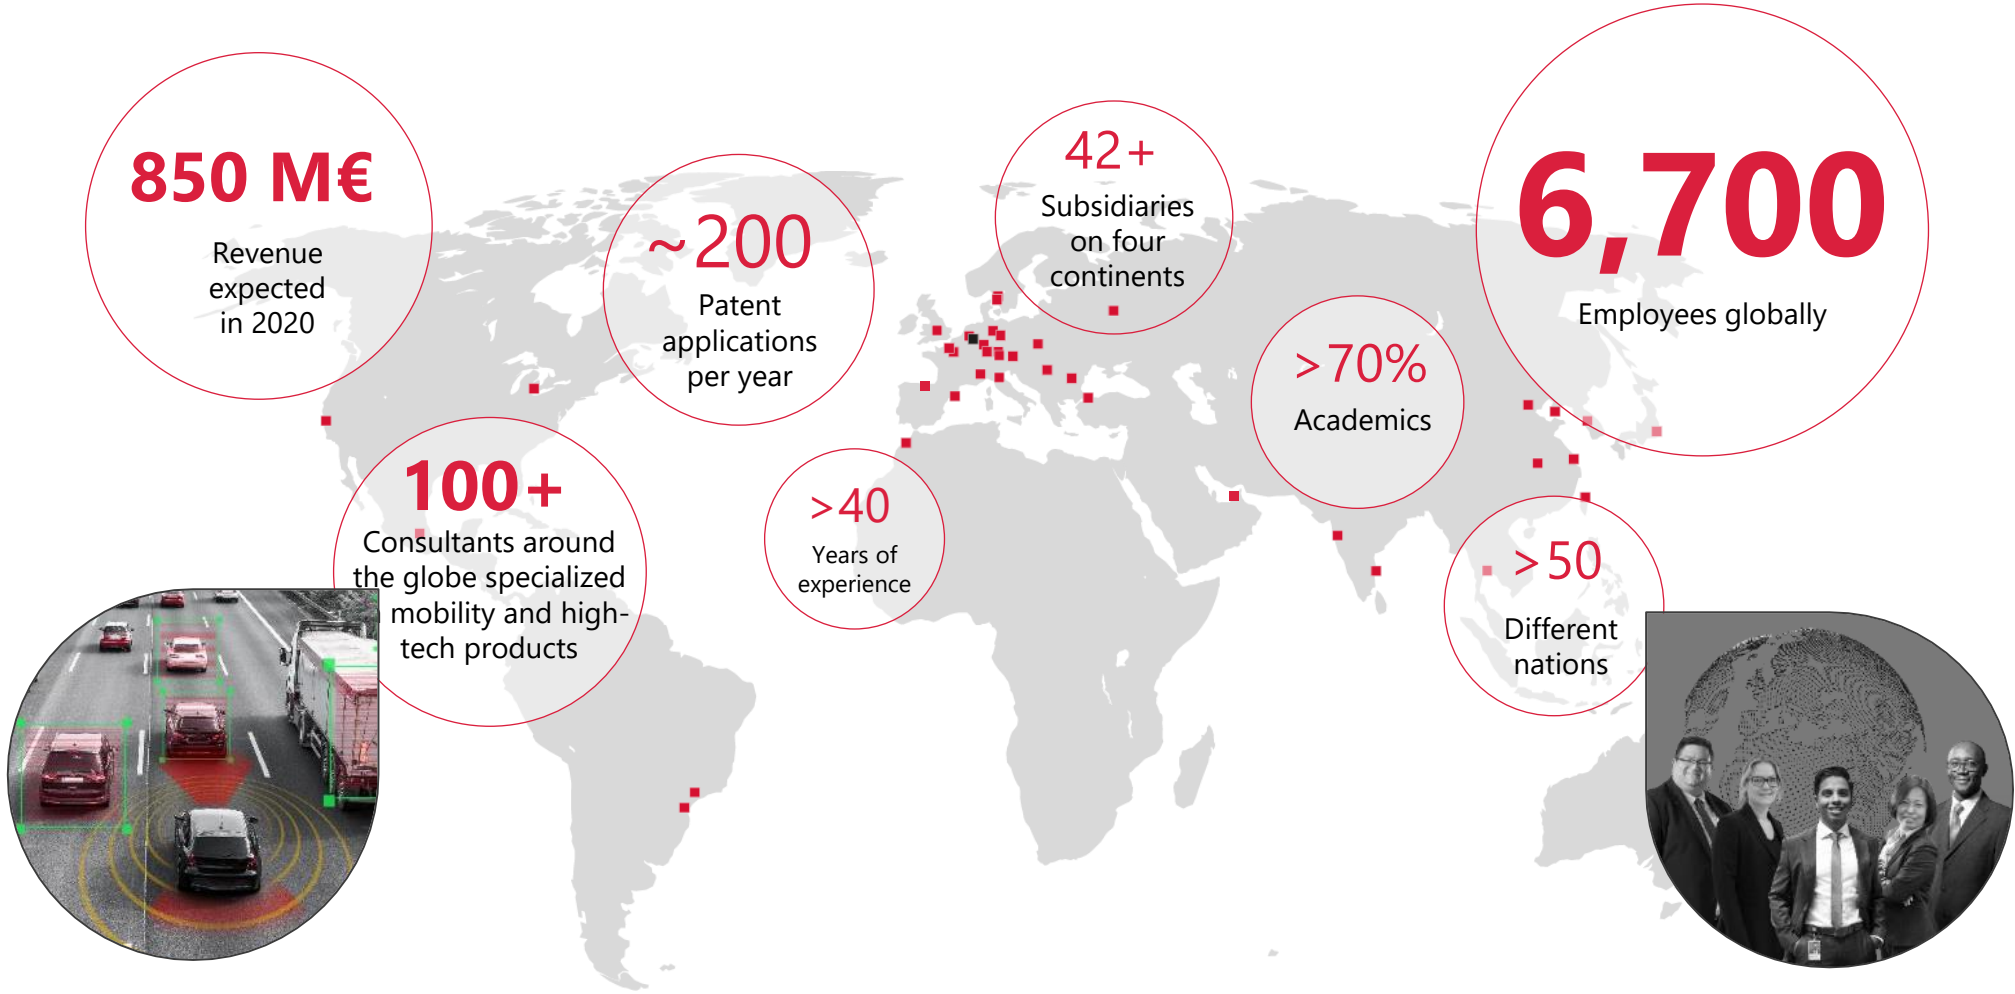 850 M€
Revenue
expected
in 2020
~200
Patent
applications
per year
42+
Subsidiaries
on four
continents
6,700
Employees globally
>70%
Academics
100+
Consultants around
the globe specialized
mobility and high-
tech products
>40
Years of
experience
>50
Different
nations